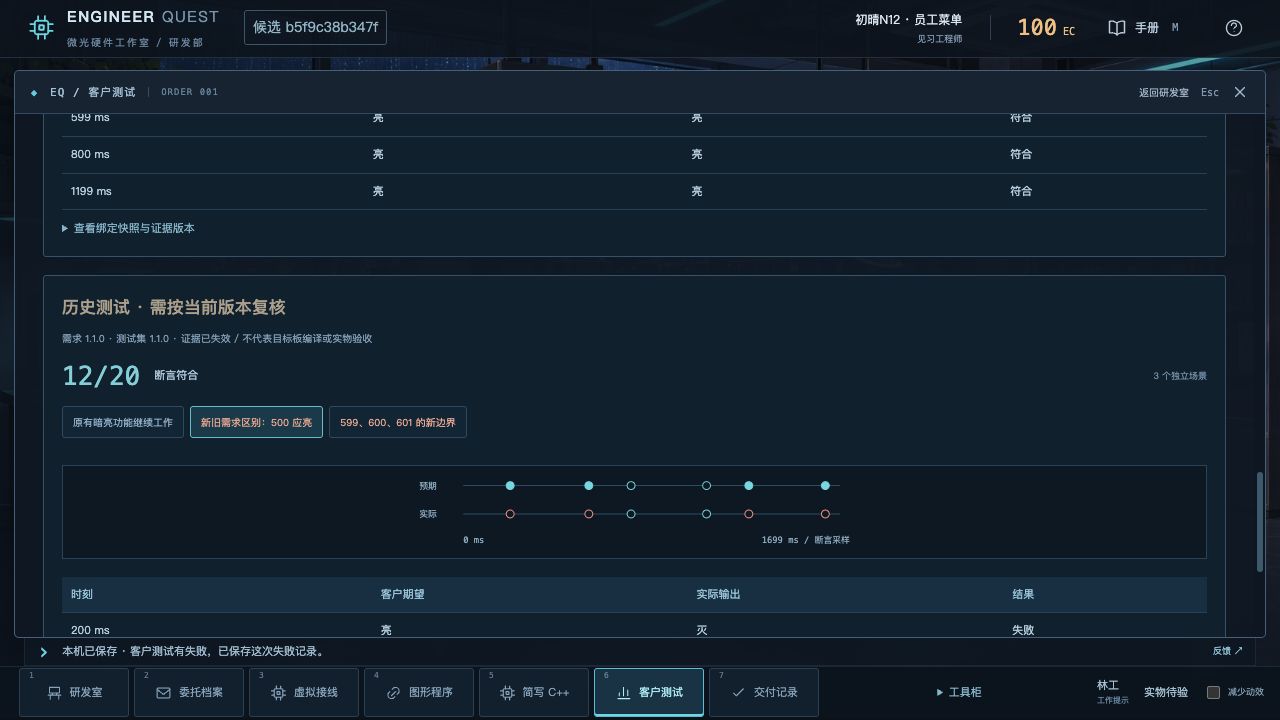 ENGINEER QUEST
微光硬件工作室 / 研发部
候选 b5f9c38b347f
初晴N12 · 员工菜单
见习工程师
100 EC
手册 M
EQ / 客户测试
ORDER 001
返回研发室 Esc
599 ms 亮 亮 符合
800 ms 亮 亮 符合
1199 ms 亮 亮 符合
查看绑定快照与证据版本
历史测试 · 需按当前版本复核
需求 1.1.0 · 测试集 1.1.0 · 证据已失效 / 不代表目标板编译或实物验收
12/20 断言符合
3 个独立场景
原有暗亮功能继续工作
新旧需求区别：500 应亮
599、600、601 的新边界
预期
实际
0 ms
1699 ms / 断言采样
时刻 客户期望 实际输出 结果
200 ms 亮 灭 失败
本机已保存 · 客户测试有失败，已保存这次失败记录。
反馈 ↗
1 研发室
2 委托档案
3 虚拟接线
4 图形程序
5 简写 C++
6 客户测试
7 交付记录
工具柜
林工
工作提示
实物待验
减少动效